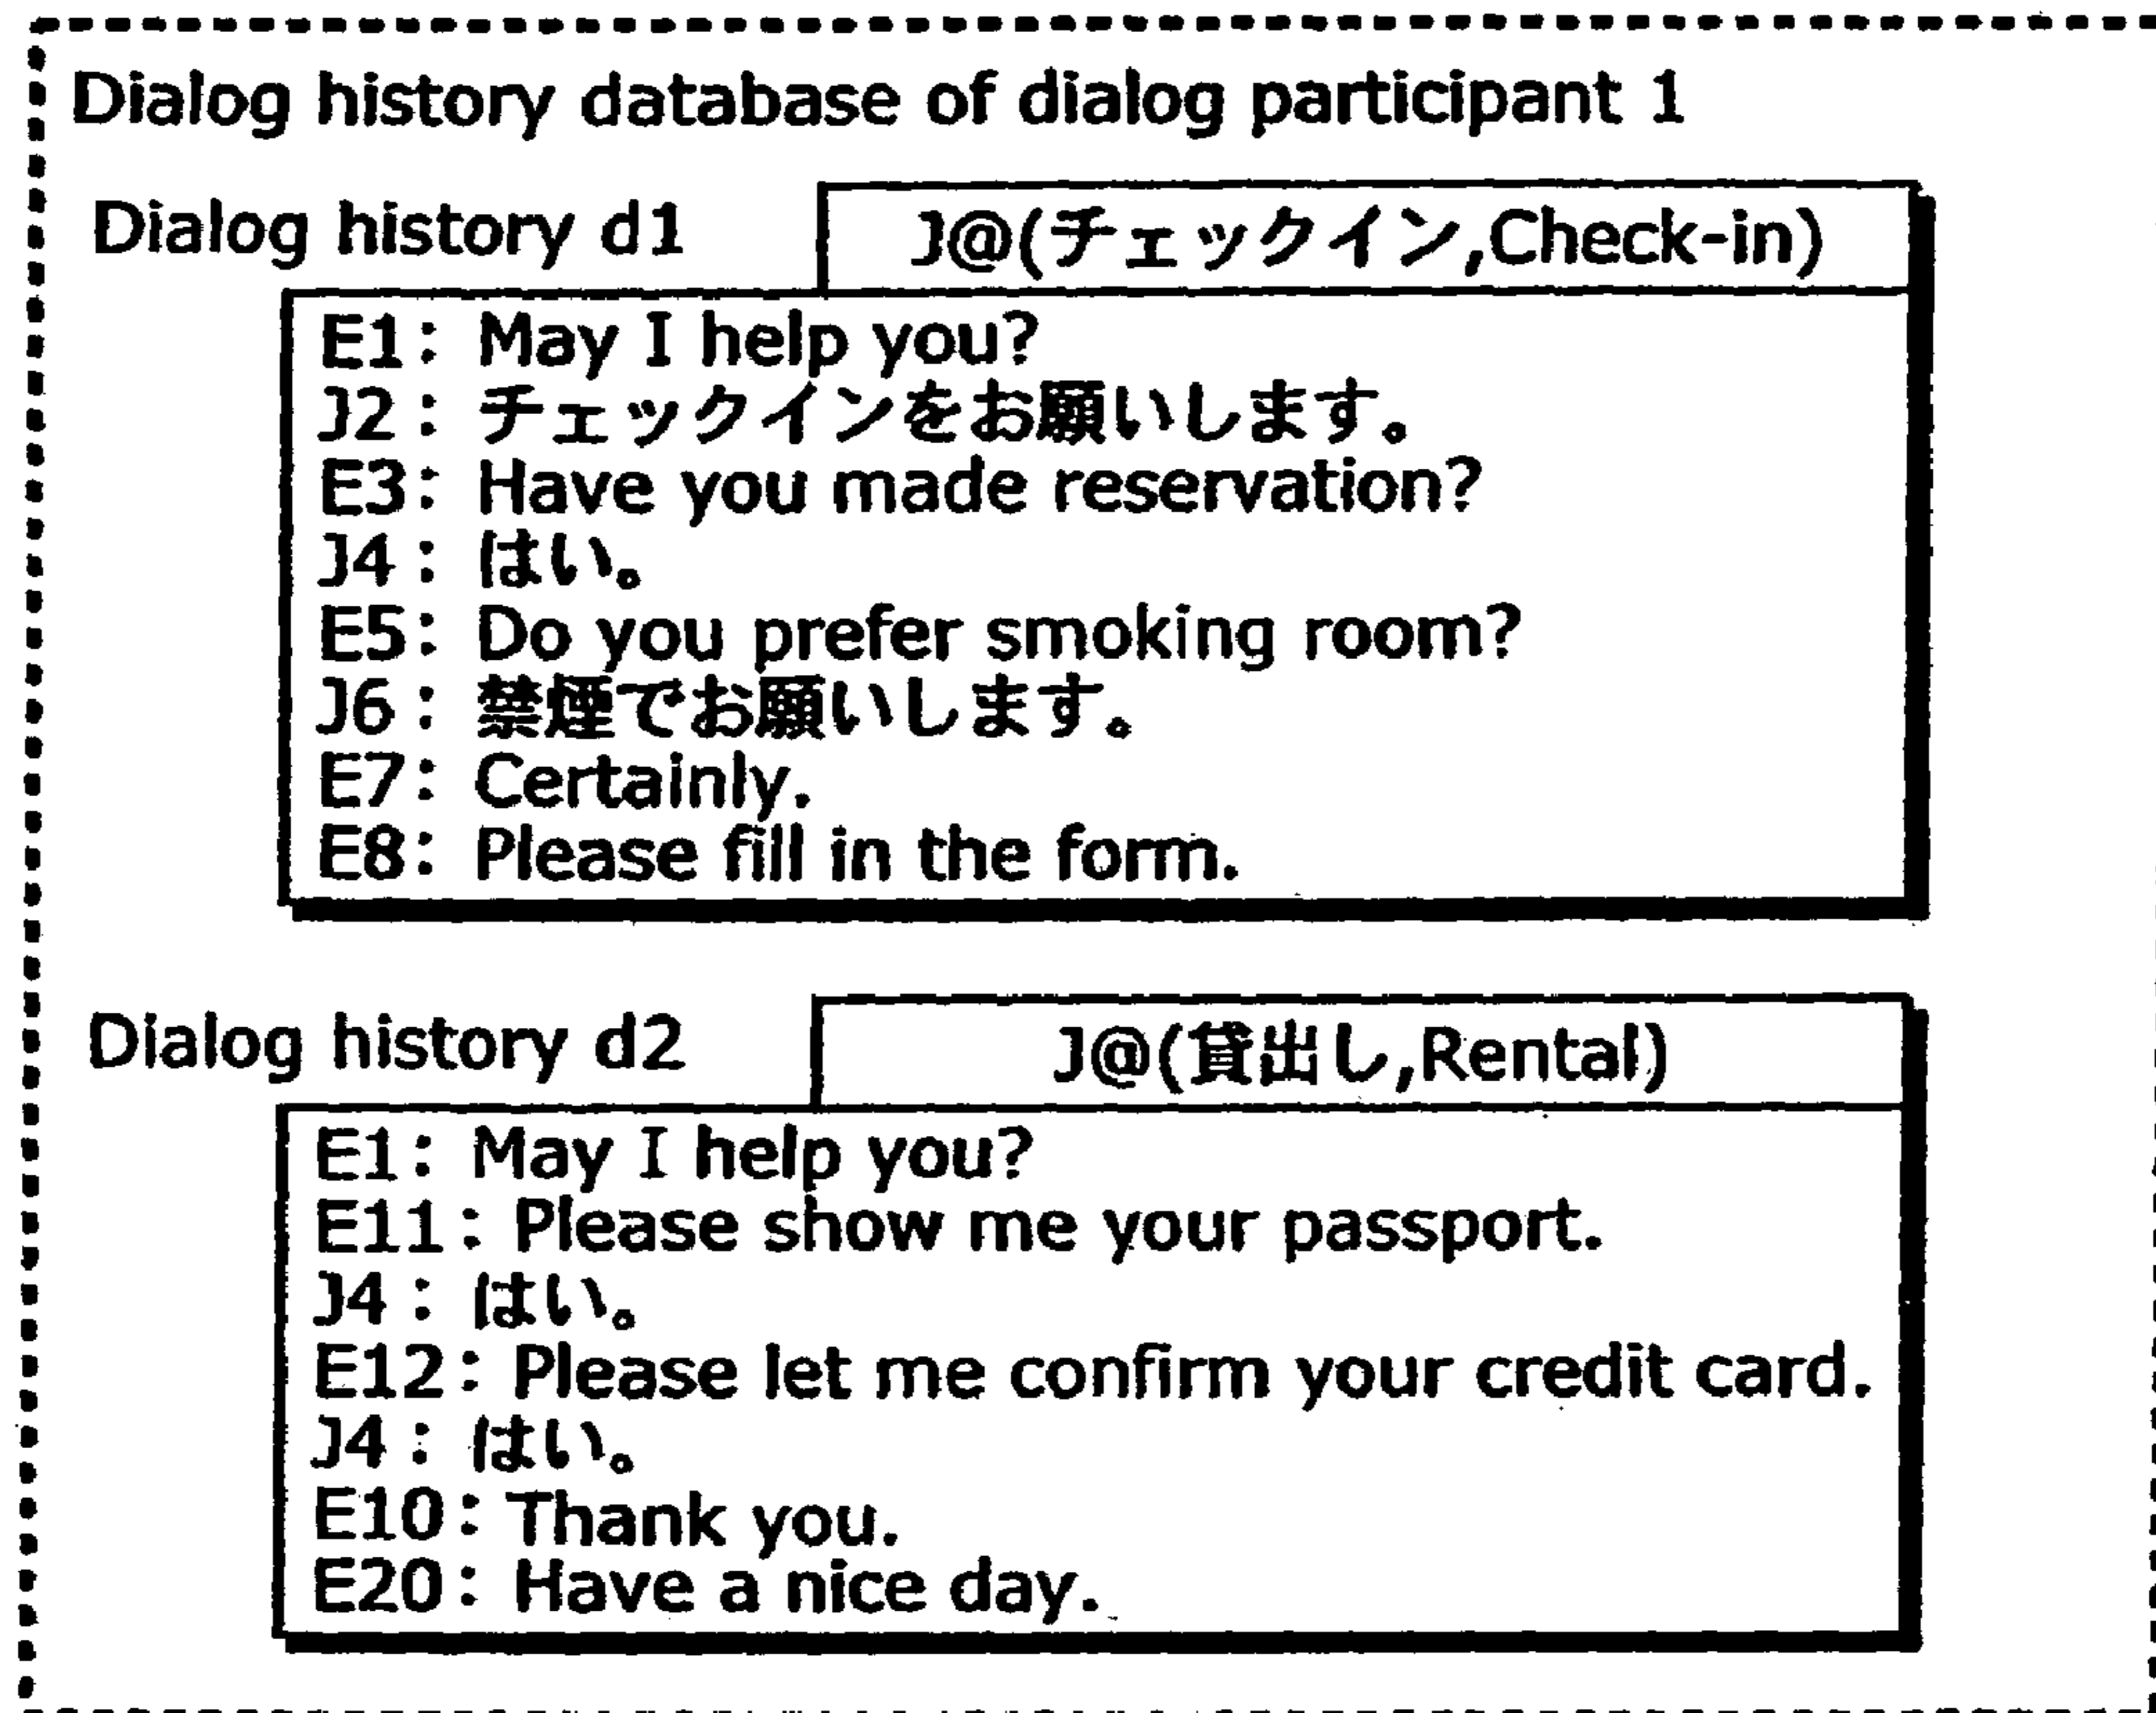 Dialog history database of dialog participant 1
Dialog history d1
J@(チェックイン,Check-in)
E1: May I help you?
J2: チェックインをお願いします。
E3: Have you made reservation?
J4: はい。
E5: Do you prefer smoking room?
J6: 禁煙でお願いします。
E7: Certainly.
E8: Please fill in the form.
Dialog history d2
J@(貸出し,Rental)
E1: May I help you?
E11: Please show me your passport.
J4: はい。
E12: Please let me confirm your credit card.
J4: はい。
E10: Thank you.
E20: Have a nice day.